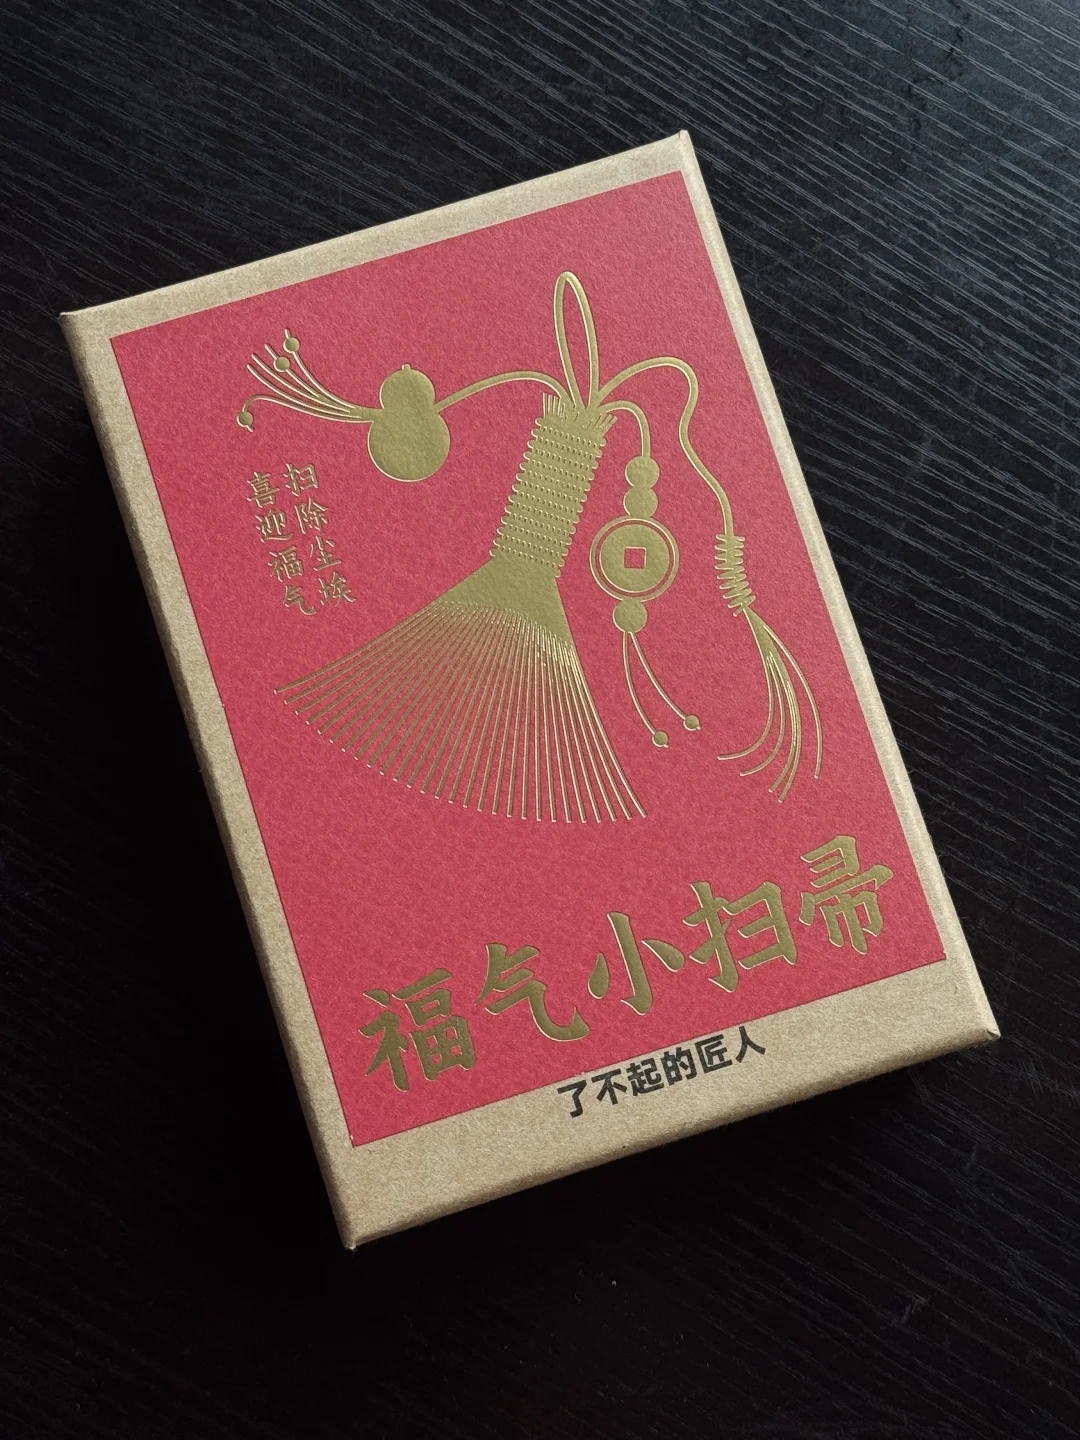 扫除尘埃
喜迎福气
福气小扫帚
了不起的匠人